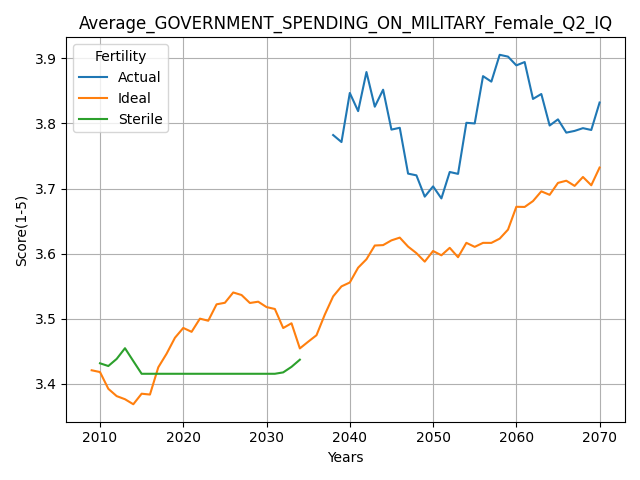 Average_GOVERNMENT_SPENDING_ON_MILITARY_Female_Q2_IQ
Fertility
Actual
Ideal
Sterile
Score(1-5)
3.9
3.8
3.7
3.6
3.5
3.4
2010 2020 2030 2040 2050 2060 2070
Years